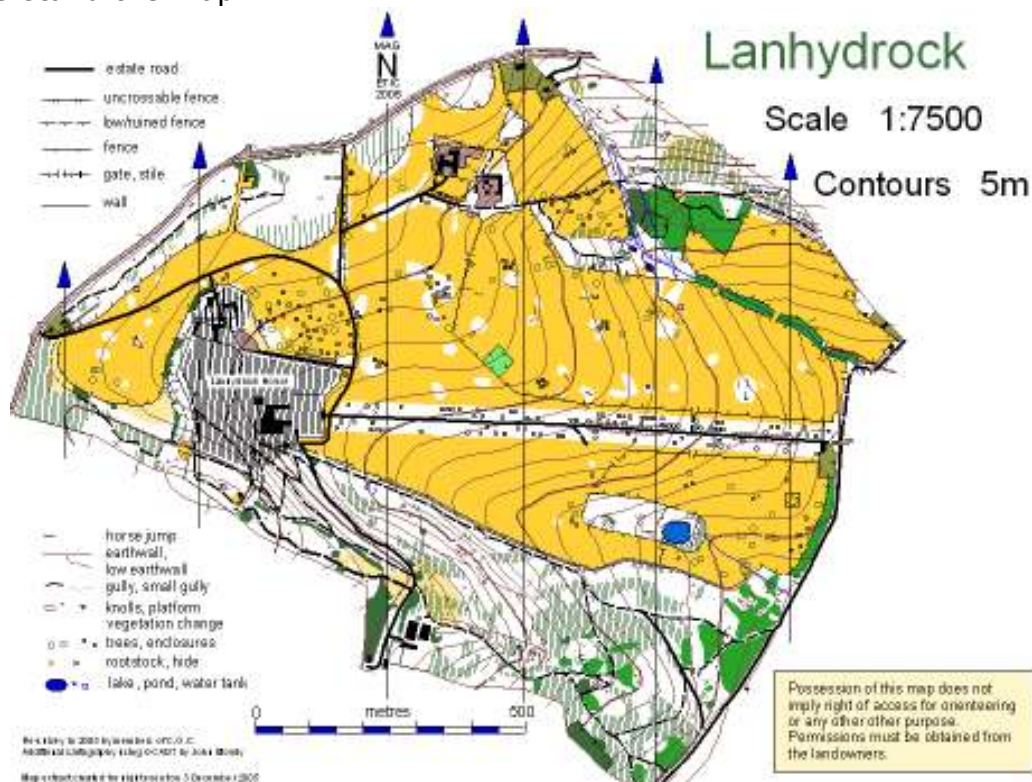 Lanhydrock
Scale 1:7500
Contours 5m
MAG
N
2006
estate road
uncrossable fence
low/ruined fence
fence
gate, stile
wall
Lanhydrock House
horse jump
earthwall,
low earthwall
gully, small gully
knolls, platform
vegetation change
trees, enclosures
rootstock, hide
lake, pond, water tank
0 metres 500
Possession of this map does not
imply right of access for orienteering
or any other other purpose.
Permissions must be obtained from
the landowners.